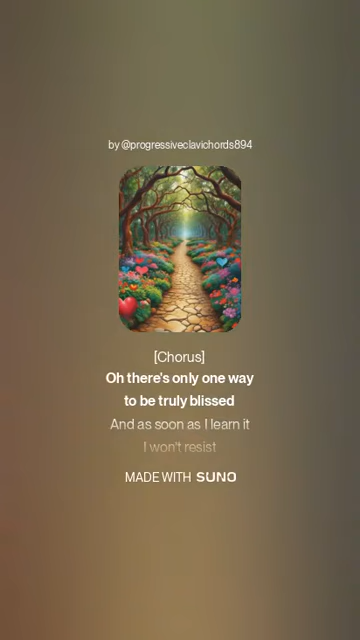 by @progressiveclavichords894
[Chorus]
Oh there's only one way
to be truly blissed
And as soon as I learn it
I won't resist
MADE WITH SUNO